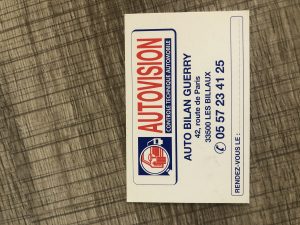 AUTOVISION
CONTROLE TECHNIQUE AUTOMOBILE
AUTO BILAN GUERRY
42, route de Paris
33500 LES BILLAUX
✆ 05 57 23 41 25
RENDEZ-VOUS LE :